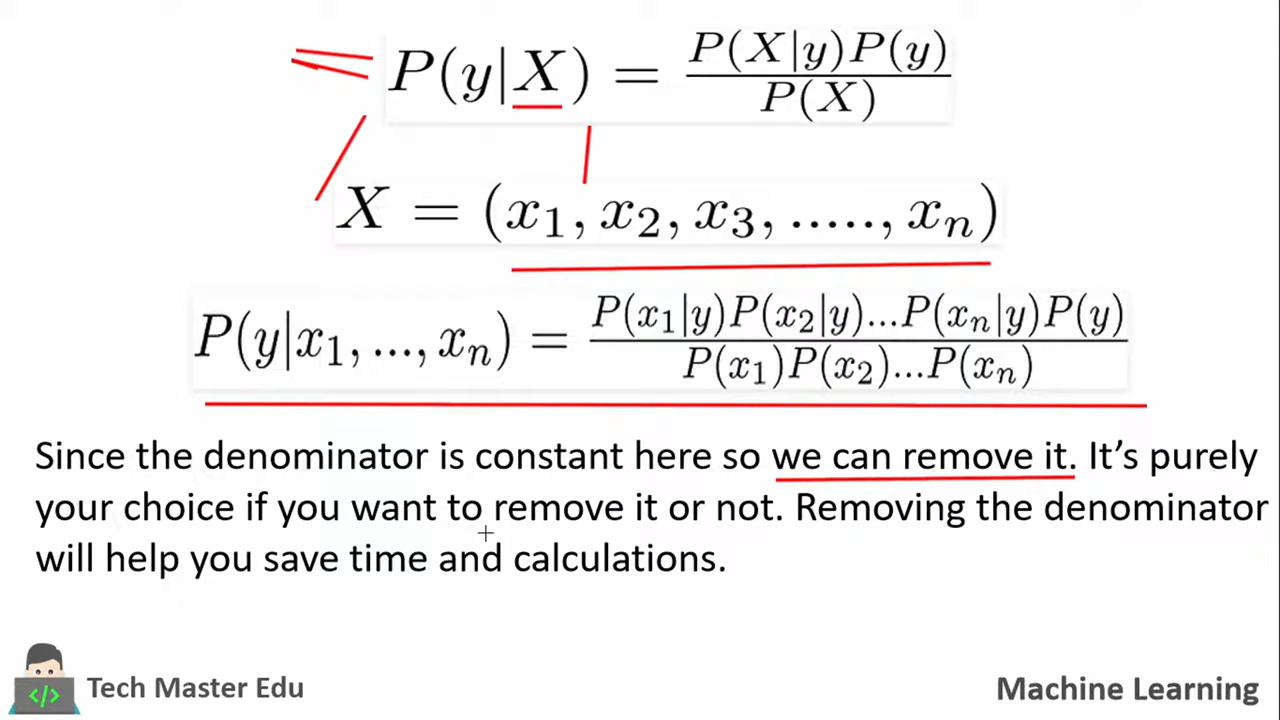 P(y|X) = P(X|y)P(y) / P(X)
X = (x₁, x₂, x₃, ....., xₙ)
P(y|x₁, ..., xₙ) = P(x₁|y)P(x₂|y)...P(xₙ|y)P(y) / P(x₁)P(x₂)...P(xₙ)
Since the denominator is constant here so we can remove it. It’s purely
your choice if you want to remove it or not. Removing the denominator
will help you save time and calculations.
</> Tech Master Edu
Machine Learning